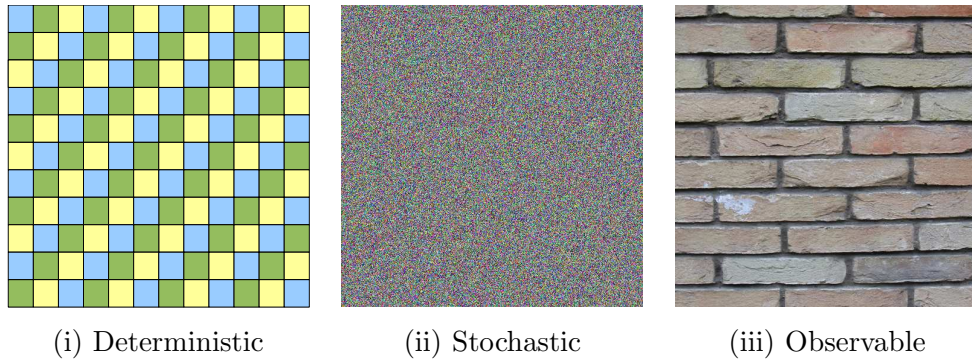 (i) Deterministic
(ii) Stochastic
(iii) Observable